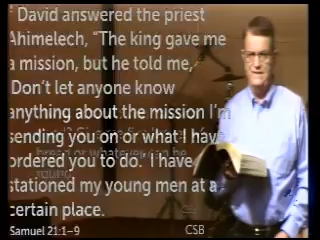 David answered the priest
Ahimelech, “The king gave me
a mission, but he told me,
‘Don’t let anyone know
anything about the mission I’m
sending you on or what I have
ordered you to do.’ I have
stationed my young men at a
certain place.
Samuel 21:1–9
CSB